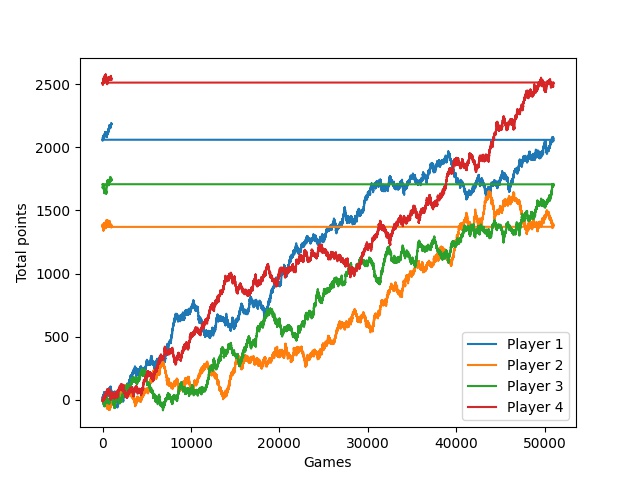 2500
2000
1500
1000
500
0
Total points
0
10000
20000
30000
40000
50000
Games
Player 1
Player 2
Player 3
Player 4